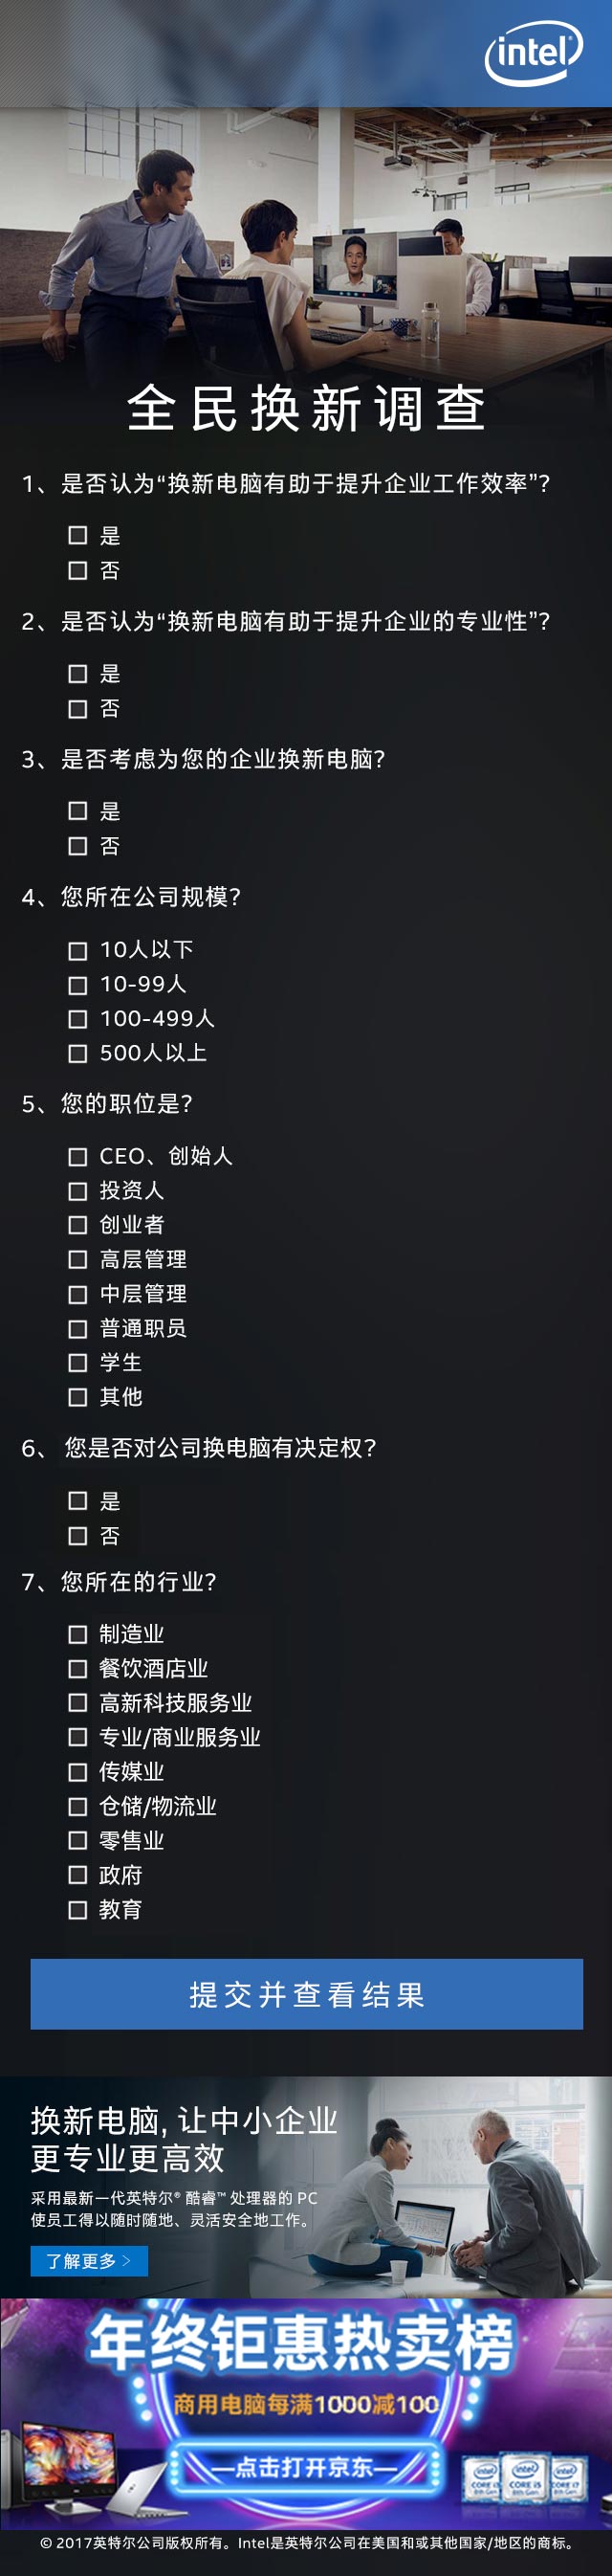 intel
全民换新调查
1、是否认为“换新电脑有助于提升企业工作效率”?
是
否
2、是否认为“换新电脑有助于提升企业的专业性”?
是
否
3、是否考虑为您的企业换新电脑?
是
否
4、您所在公司规模?
10人以下
10-99人
100-499人
500人以上
5、您的职位是?
CEO、创始人
投资人
创业者
高层管理
中层管理
普通职员
学生
其他
6、您是否对公司换电脑有决定权?
是
否
7、您所在的行业?
制造业
餐饮酒店业
高新科技服务业
专业/商业服务业
传媒业
仓储/物流业
零售业
政府
教育
提交并查看结果
换新电脑, 让中小企业
更专业更高效
采用最新一代英特尔® 酷睿™ 处理器的 PC
使员工得以随时随地、灵活安全地工作。
了解更多 >
年终钜惠热卖榜
商用电脑每满1000减100
—点击打开京东—
intel intel intel
CORE i3 CORE i5 CORE i7
8th Gen 8th Gen 8th Gen
© 2017英特尔公司版权所有。Intel是英特尔公司在美国和或其他国家/地区的商标。